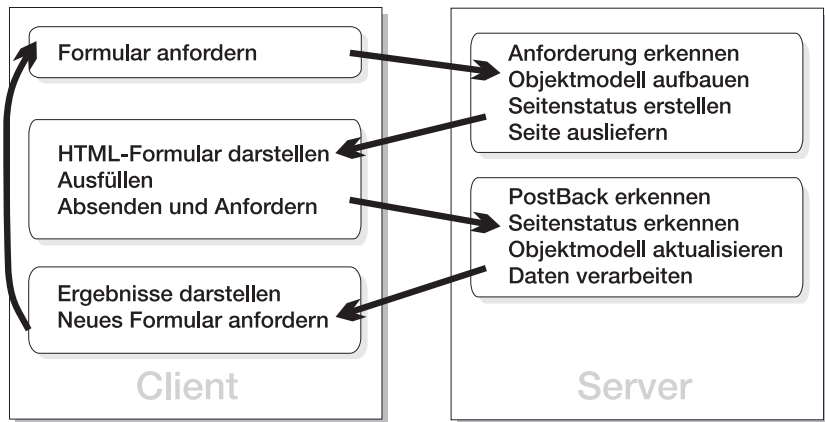 Formular anfordern
HTML-Formular darstellen
Ausfüllen
Absenden und Anfordern
Ergebnisse darstellen
Neues Formular anfordern
Client
Anforderung erkennen
Objektmodell aufbauen
Seitenstatus erstellen
Seite ausliefern
PostBack erkennen
Seitenstatus erkennen
Objektmodell aktualisieren
Daten verarbeiten
Server